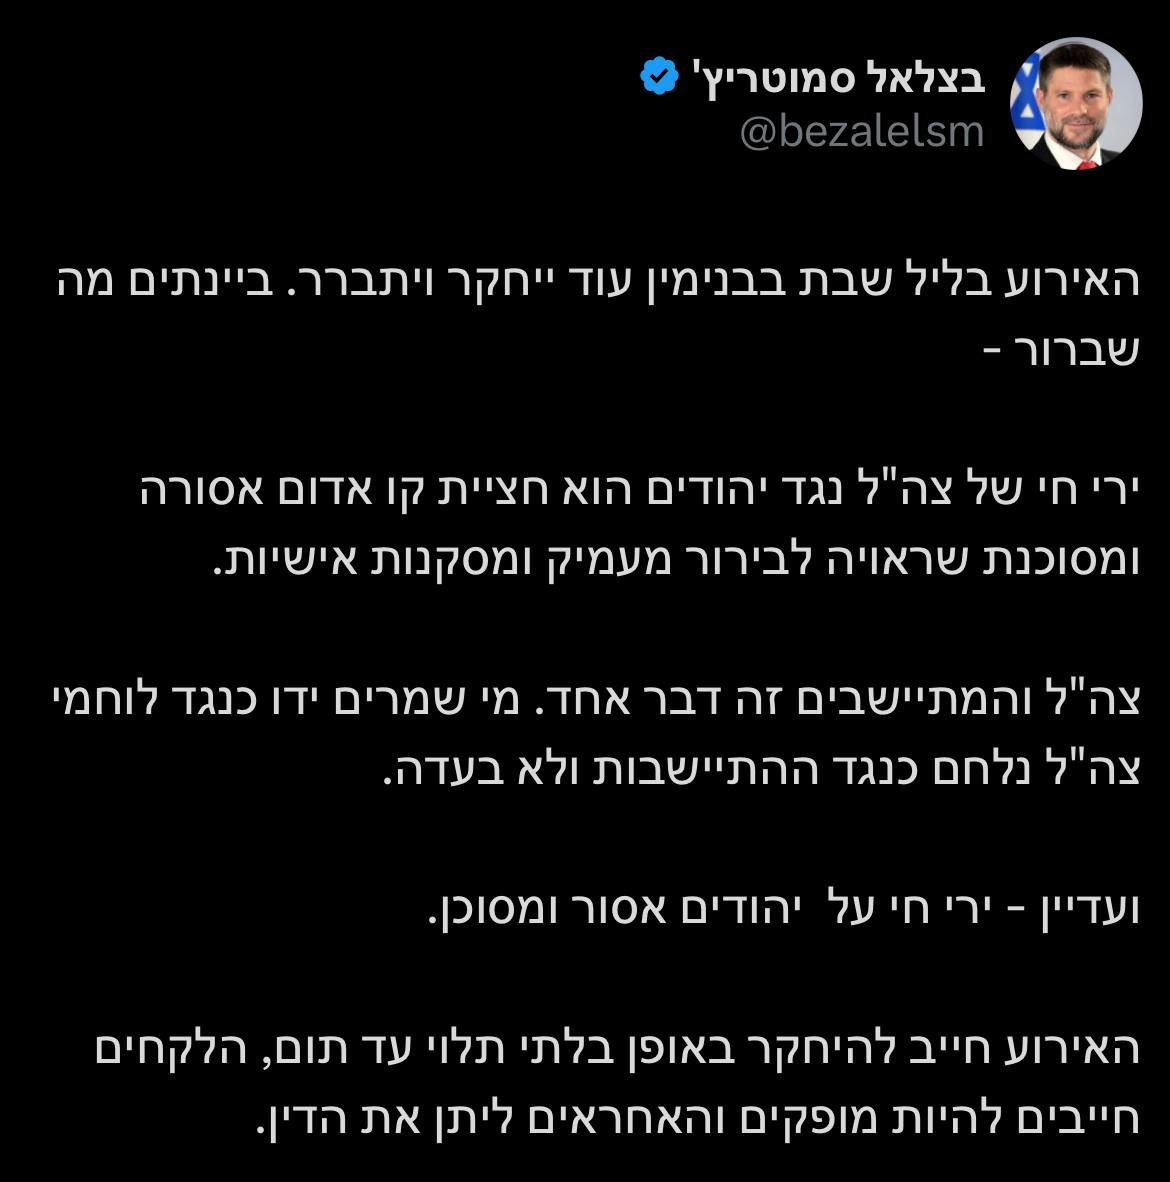 בצלאל סמוטריץ'
@bezalelsm
האירוע בליל שבת בבנימין עוד ייחקר ויתברר. ביינתים מה
שברור -
ירי חי של צה"ל נגד יהודים הוא חציית קו אדום אסורה
ומסוכנת שראויה לבירור מעמיק ומסקנות אישיות.
צה"ל והמתיישבים זה דבר אחד. מי שמרים ידו כנגד לוחמי
צה"ל נלחם כנגד ההתיישבות ולא בעדה.
ועדיין - ירי חי על  יהודים אסור ומסוכן.
האירוע חייב להיחקר באופן בלתי תלוי עד תום, הלקחים
חייבים להיות מופקים והאחראים ליתן את הדין.